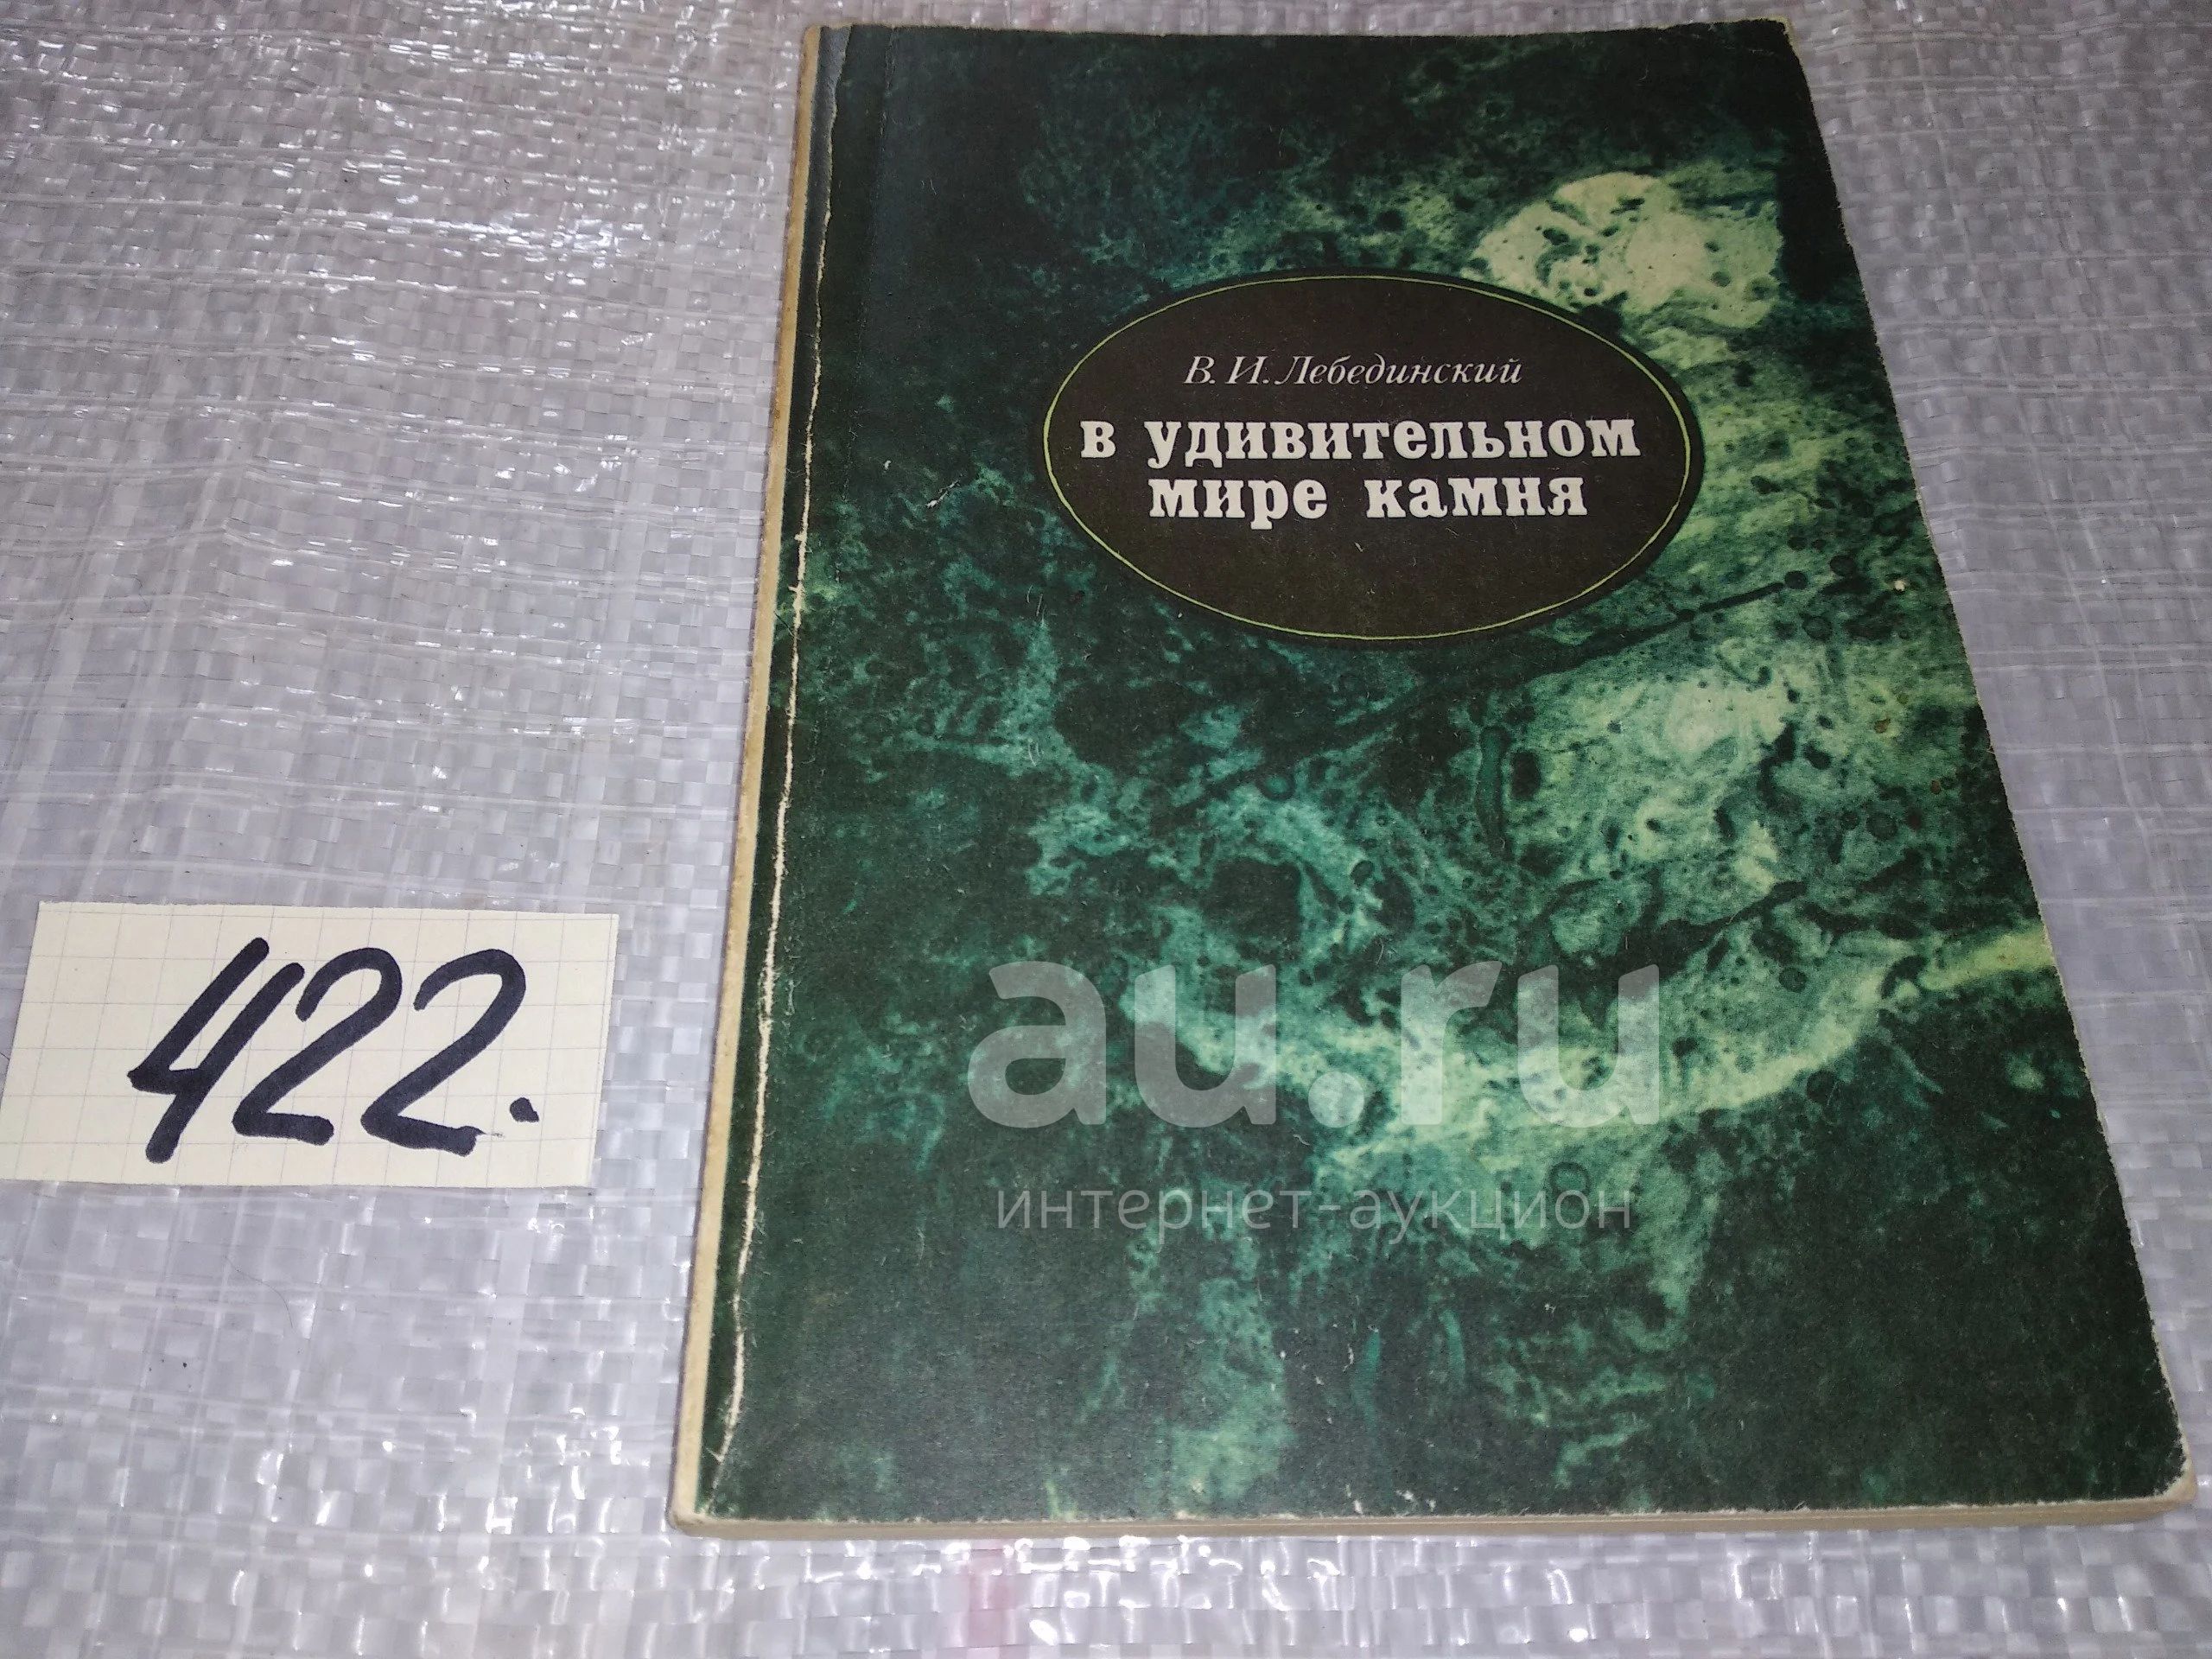 В. И. Лебединский
в удивительном
мире камня
422.
au.ru
интернет-аукцион